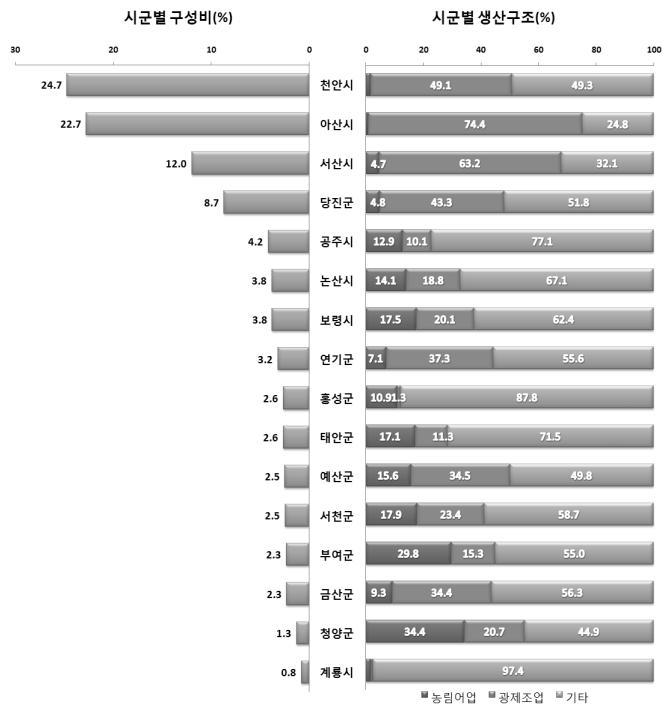 시군별 구성비(%) 시군별 생산구조(%)
30 20 10 0 0 20 40 60 80 100
24.7 천안시 49.1 49.3
22.7 아산시 74.4 24.8
12.0 서산시 4.7 63.2 32.1
8.7 당진군 4.8 43.3 51.8
4.2 공주시 12.9 10.1 77.1
3.8 논산시 14.1 18.8 67.1
3.8 보령시 17.5 20.1 62.4
3.2 연기군 7.1 37.3 55.6
2.6 홍성군 10.9 1.3 87.8
2.6 태안군 17.1 11.3 71.5
2.5 예산군 15.6 34.5 49.8
2.5 서천군 17.9 23.4 58.7
2.3 부여군 29.8 15.3 55.0
2.3 금산군 9.3 34.4 56.3
1.3 청양군 34.4 20.7 44.9
0.8 계룡시 97.4
농림어업 광제조업 기타